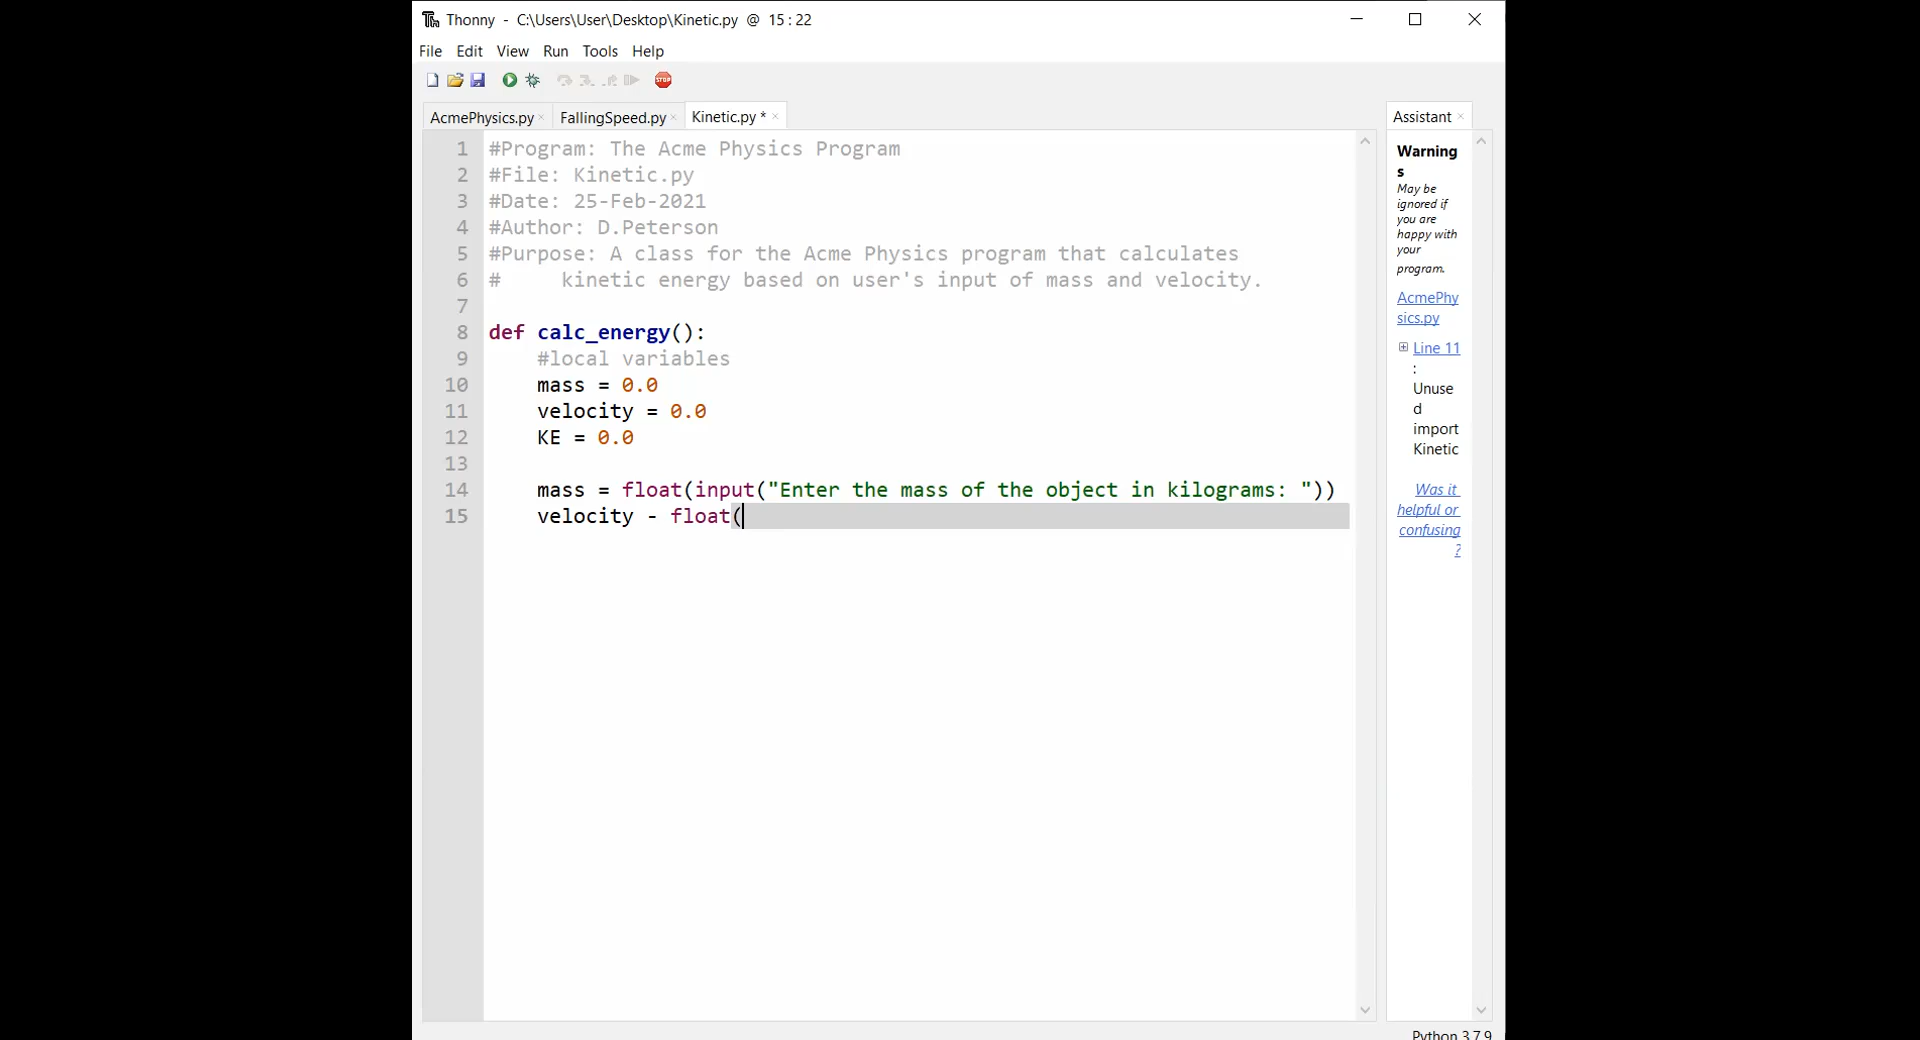 Thonny - C:\Users\User\Desktop\Kinetic.py @ 15:22
File Edit View Run Tools Help
STOP
AcmePhysics.py FallingSpeed.py Kinetic.py *
1 #Program: The Acme Physics Program
2 #File: Kinetic.py
3 #Date: 25-Feb-2021
4 #Author: D.Peterson
5 #Purpose: A class for the Acme Physics program that calculates
6 #     kinetic energy based on user's input of mass and velocity.
7
8 def calc_energy():
9     #local variables
10     mass = 0.0
11     velocity = 0.0
12     KE = 0.0
13
14     mass = float(input("Enter the mass of the object in kilograms: "))
15     velocity - float(
Assistant
Warning
s
May be
ignored if
you are
happy with
your
program.
AcmePhy
sics.py
Line 11
:
Unuse
d
import
Kinetic
Was it
helpful or
confusing
?
Python 3.7.9